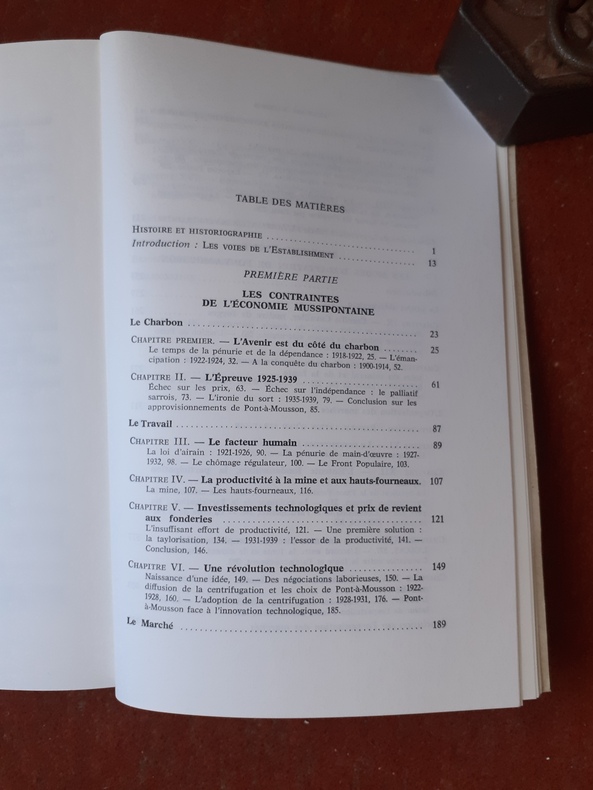 TABLE DES MATIÈRES
HISTOIRE ET HISTORIOGRAPHIE .................................... 1
Introduction : LES VOIES DE L'ESTABLISHMENT .................. 13
PREMIÈRE PARTIE
LES CONTRAINTES
DE L'ÉCONOMIE MUSSIPONTAINE
Le Charbon .................................................... 23
CHAPITRE PREMIER. — L'Avenir est du côté du charbon ........ 25
Le temps de la pénurie et de la dépendance : 1918-1922, 25. — L'éman-
cipation : 1922-1924, 32. — A la conquête du charbon : 1900-1914, 52.
CHAPITRE II. — L'Épreuve 1925-1939 ........................... 61
Échec sur les prix, 63. — Échec sur l'indépendance : le palliatif
sarrois, 73. — L'ironie du sort : 1935-1939, 79. — Conclusion sur les
approvisionnements de Pont-à-Mousson, 85.
Le Travail .................................................... 87
CHAPITRE III. — Le facteur humain ............................ 89
La loi d'airain : 1921-1926, 90. — La pénurie de main-d'œuvre : 1927-
1932, 98. — Le chômage régulateur, 100. — Le Front Populaire, 103.
CHAPITRE IV. — La productivité à la mine et aux hauts-fourneaux. 107
La mine, 107. — Les hauts-fourneaux, 116.
CHAPITRE V. — Investissements technologiques et prix de revient
aux fonderies ........................................ 121
L'insuffisant effort de productivité, 121. — Une première solution :
la taylorisation, 134. — 1931-1939 : l'essor de la productivité, 141. —
Conclusion, 146.
CHAPITRE VI. — Une révolution technologique ................ 149
Naissance d'une idée, 149. — Des négociations laborieuses, 150. — La
diffusion de la centrifugation et les choix de Pont-à-Mousson : 1922-
1928, 160. — L'adoption de la centrifugation : 1928-1931, 176. — Pont-
à-Mousson face à l'innovation technologique, 185.
Le Marché .................................................... 189